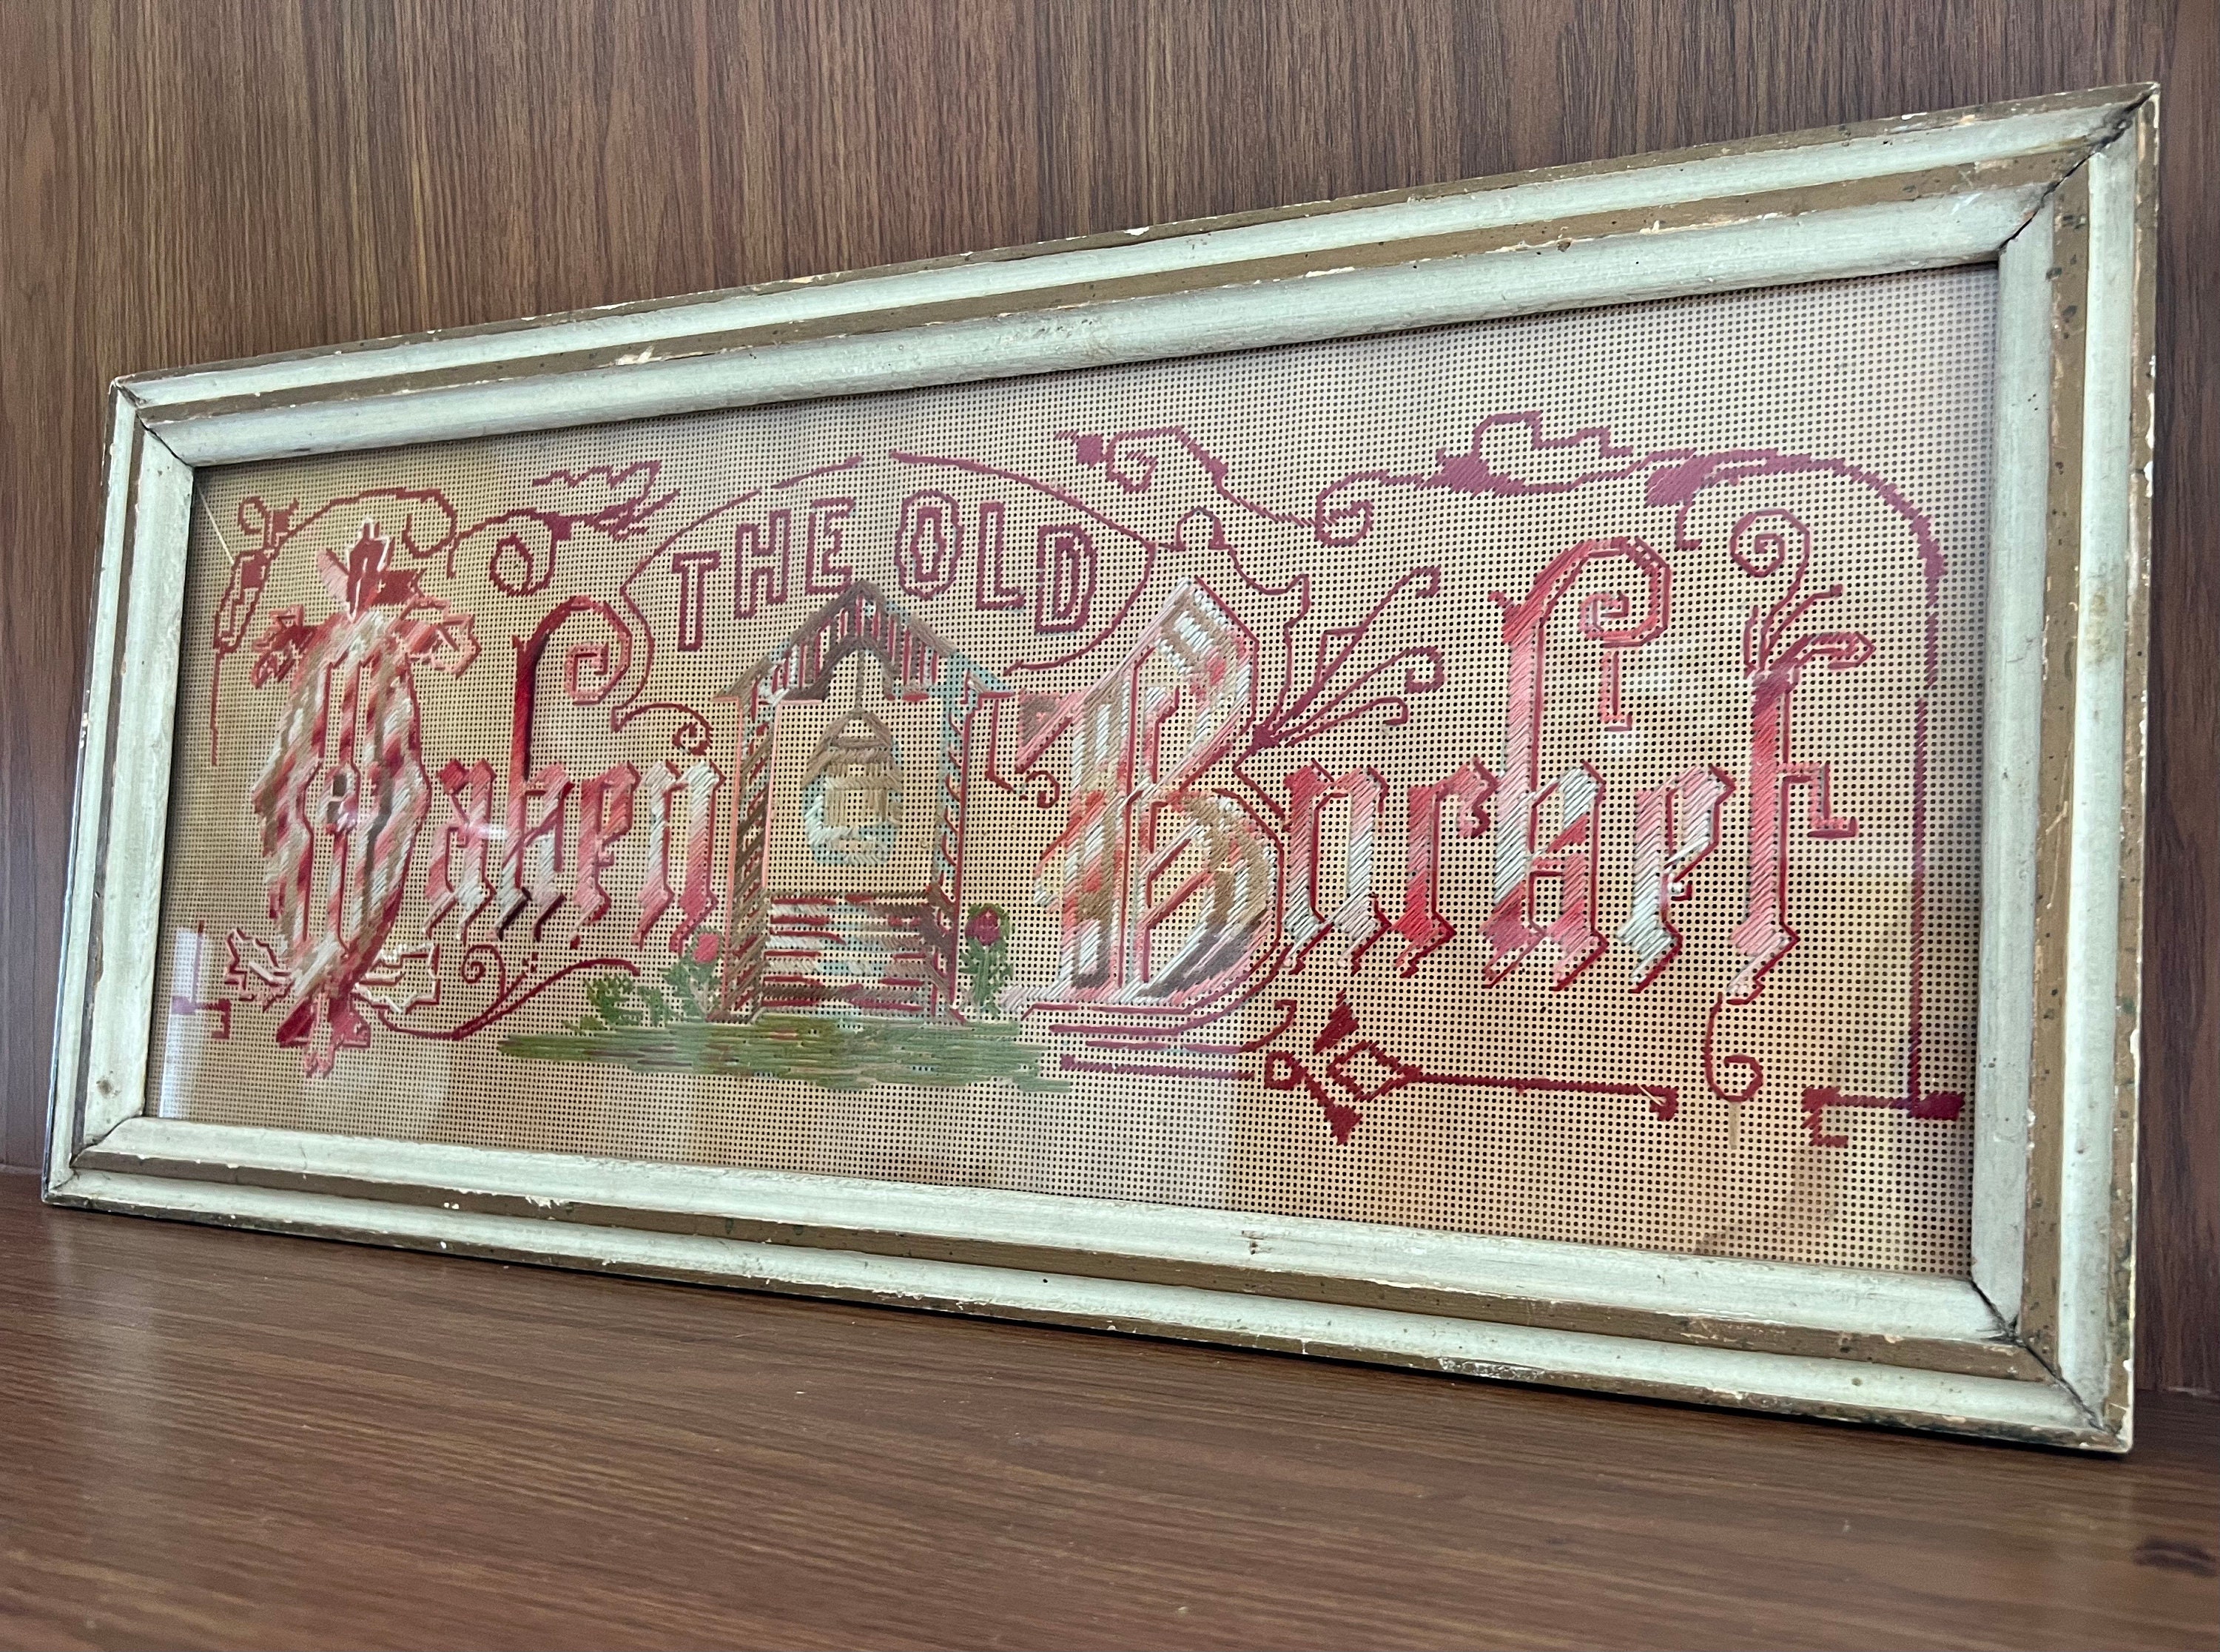 THE OLD
Oaken Bucket